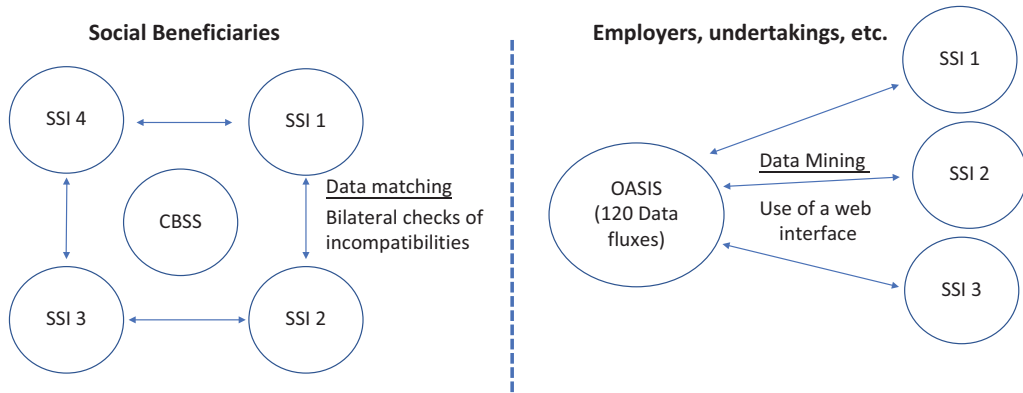 Social Beneficiaries
SSI 4
SSI 1
CBSS
Data matching
Bilateral checks of
incompatibilities
SSI 3
SSI 2
Employers, undertakings, etc.
SSI 1
OASIS
(120 Data
fluxes)
Data Mining
Use of a web
interface
SSI 2
SSI 3